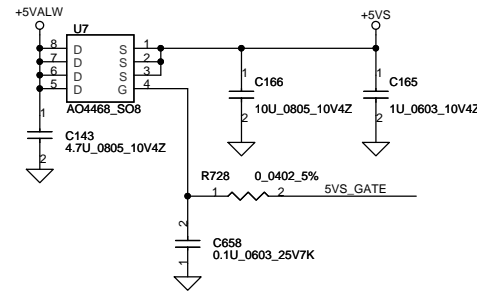 +5VALW
+5VS
U7
8 D S 1
7 D S 2
6 D S 3
5 D G 4
AO4468_SO8
1
C143
4.7U_0805_10V4Z
2
1
C166
10U_0805_10V4Z
2
1
C165
1U_0603_10V4Z
2
R728 0_0402_5%
1 2 5VS_GATE
2
C658
0.1U_0603_25V7K
1